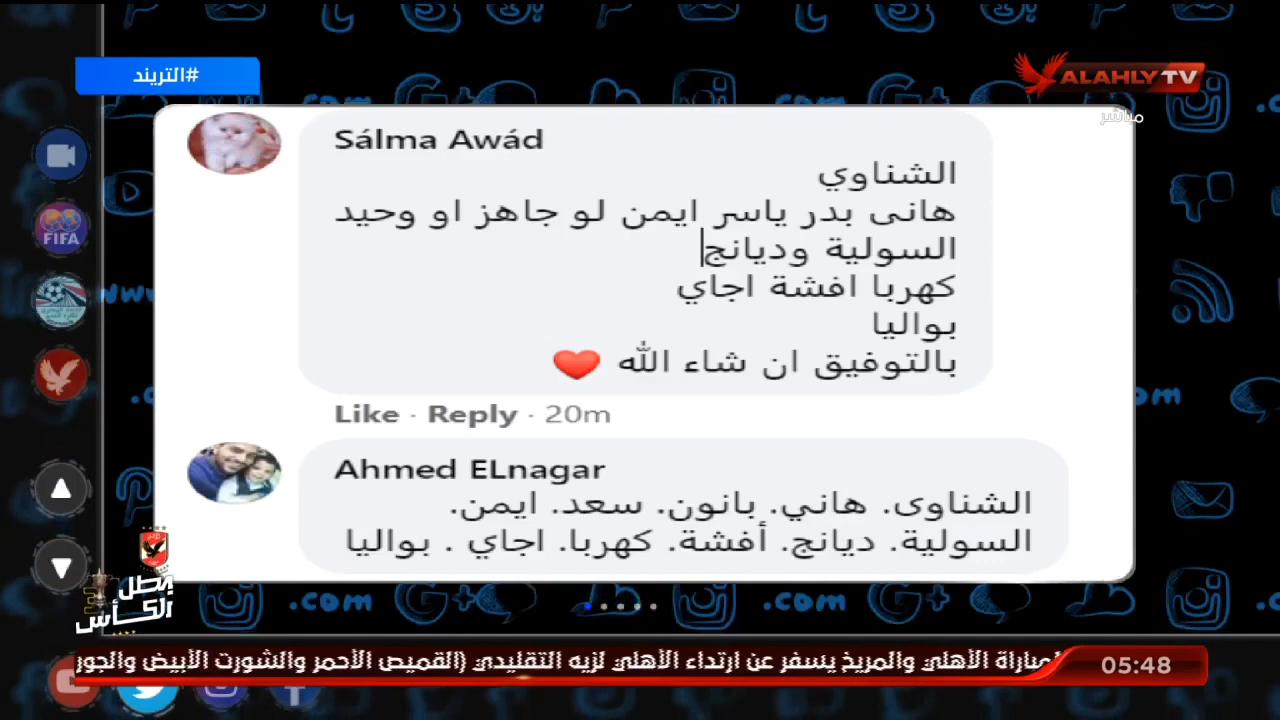 #التريند
ALAHLY TV
مباشر
FIFA
Sálma Awád
الشناوي
هانى بدر ياسر ايمن لو جاهز او وحيد
السولية وديانج
كهربا افشة اجاي
بواليا
بالتوفيق ان شاء الله ❤️
Like · Reply · 20m
Ahmed ELnagar
الشناوى. هاني. بانون. سعد. ايمن.
السولية. ديانج. أفشة. كهربا. اجاي . بواليا
بطل
الكأس
.com
.com
لمباراة الأهلي والمريخ يسفر عن ارتداء الأهلي لزيه التقليدي (القميص الأحمر والشورت الأبيض والجور
05:48